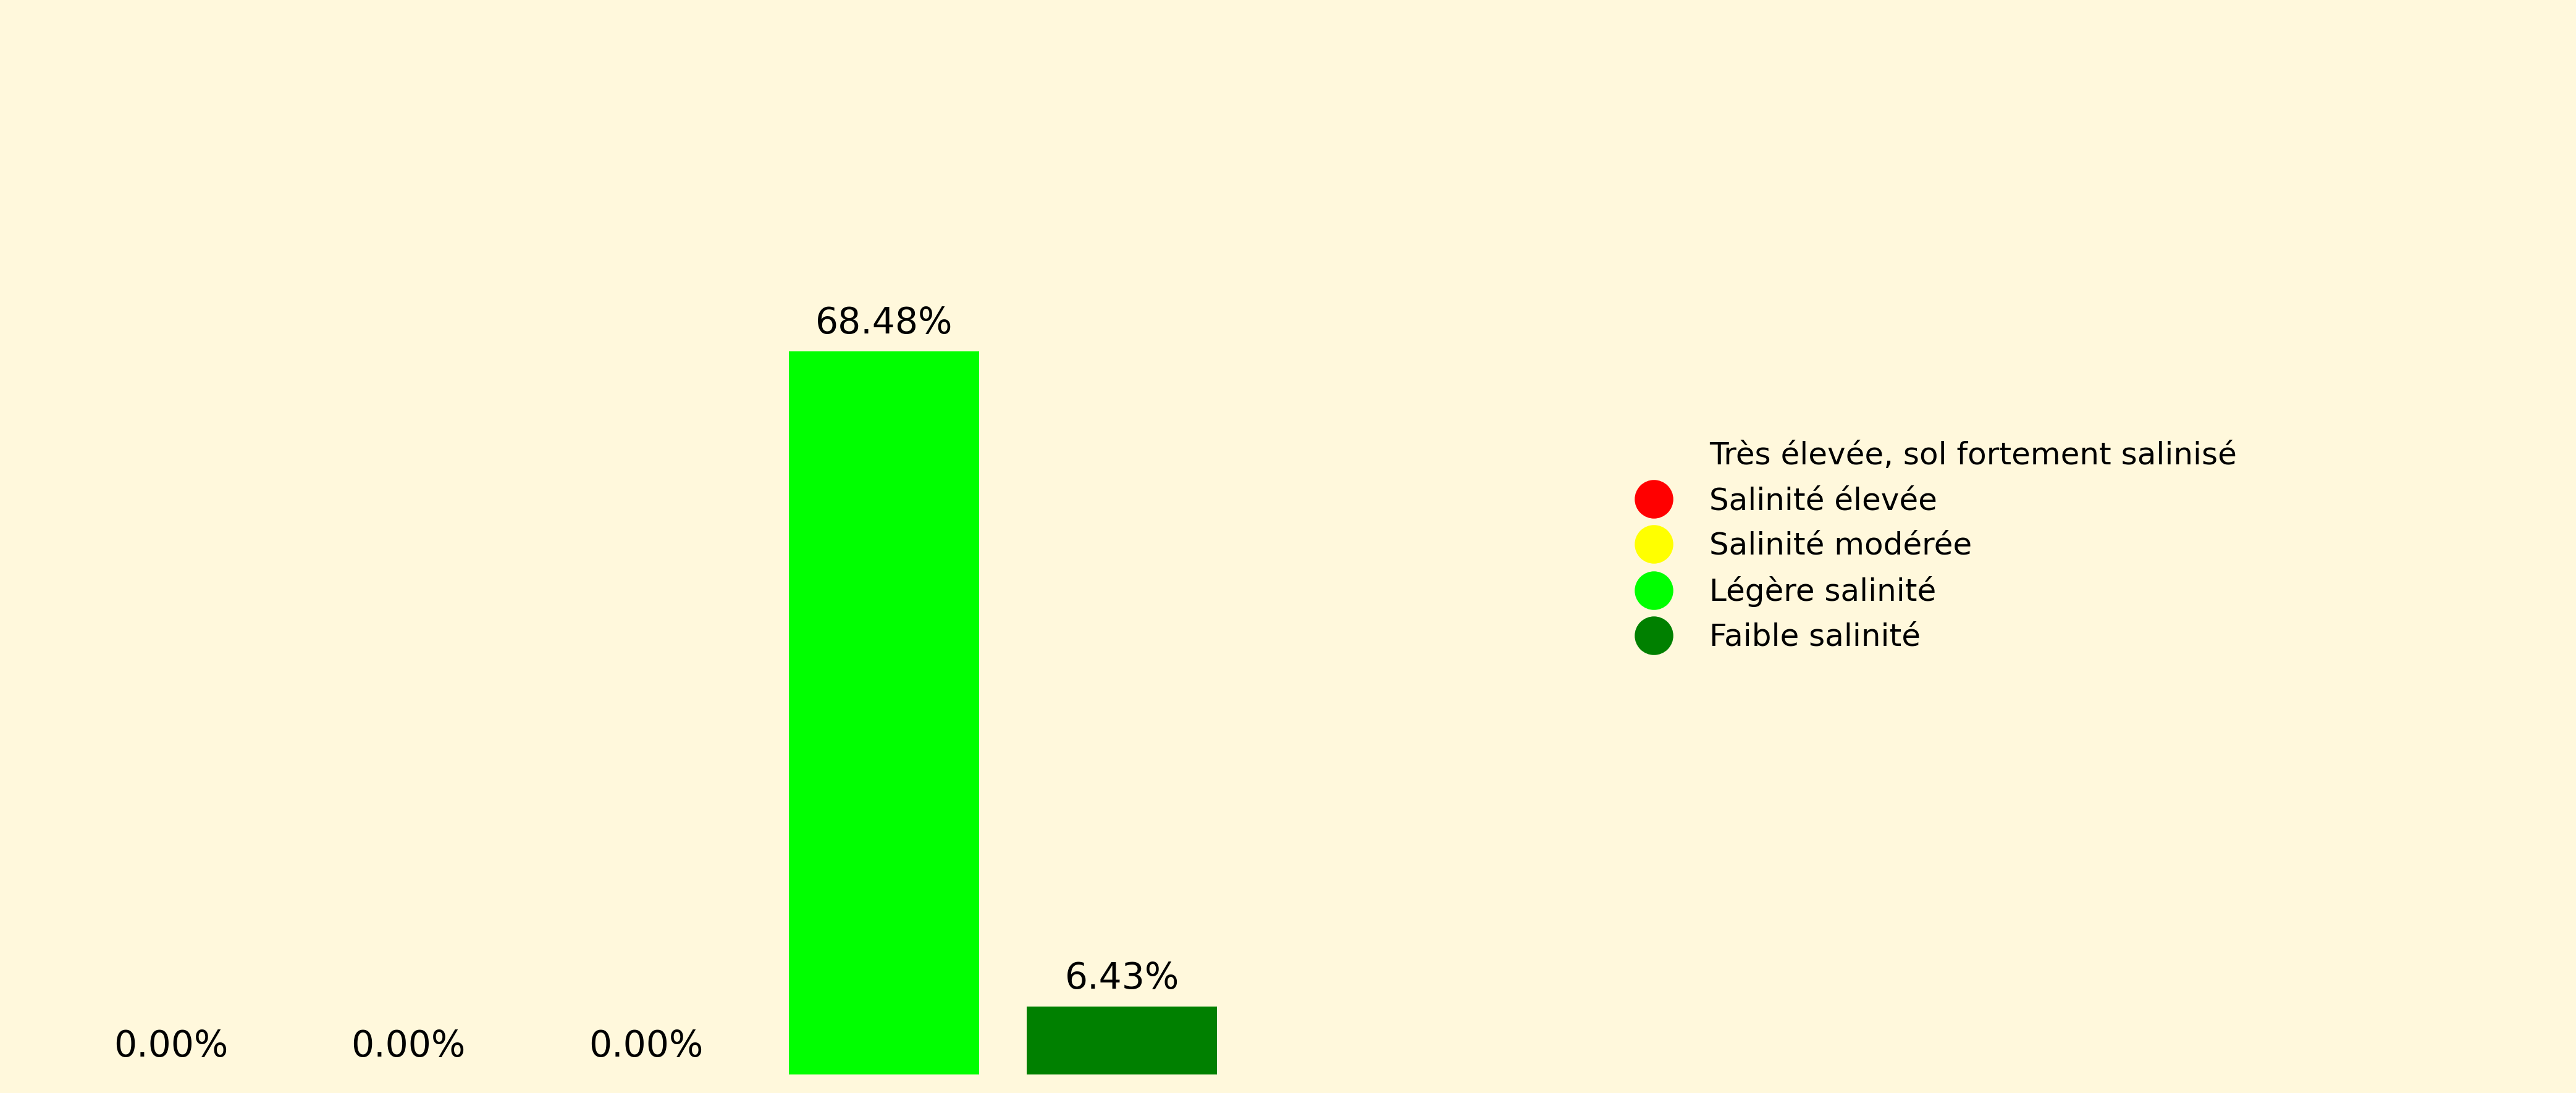 68.48%
6.43%
0.00%
0.00%
0.00%
Très élevée, sol fortement salinisé
Salinité élevée
Salinité modérée
Légère salinité
Faible salinité